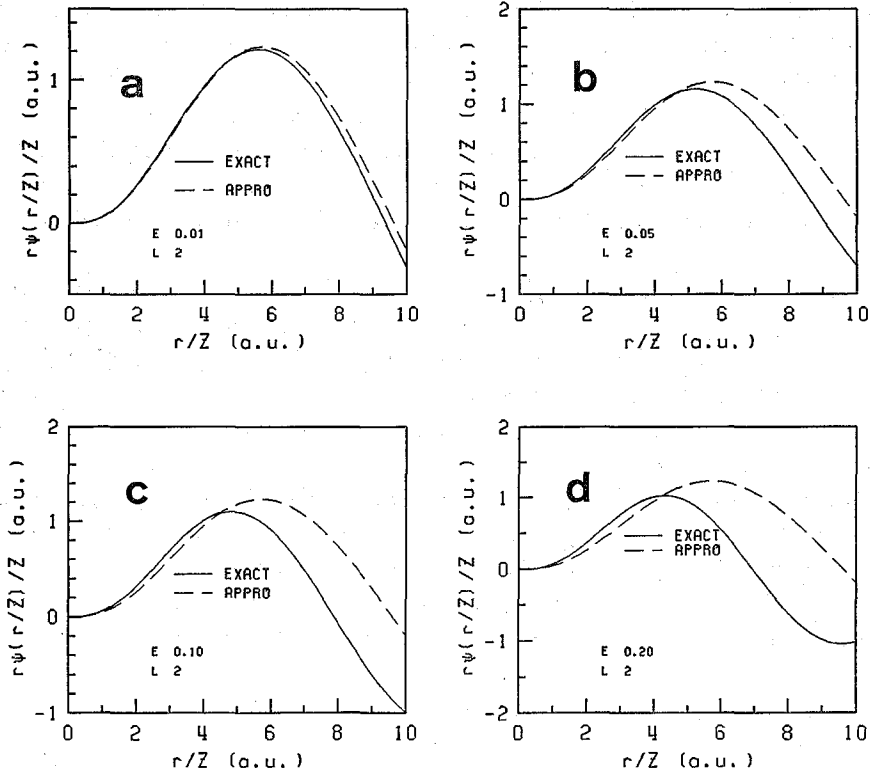 a
1
0
rψ(r/Z)/Z (a.u.)
EXACT
APPRO
E 0.01
L 2
0 2 4 6 8 10
r/Z (a.u.)
b
2
1
0
-1
rψ(r/Z)/Z (a.u.)
EXACT
APPRO
E 0.05
L 2
0 2 4 6 8 10
r/Z (a.u.)
c
2
1
0
-1
rψ(r/Z)/Z (a.u.)
EXACT
APPRO
E 0.10
L 2
0 2 4 6 8 10
r/Z (a.u.)
d
2
1
0
-1
-2
rψ(r/Z)/Z (a.u.)
EXACT
APPRO
E 0.20
L 2
0 2 4 6 8 10
r/Z (a.u.)